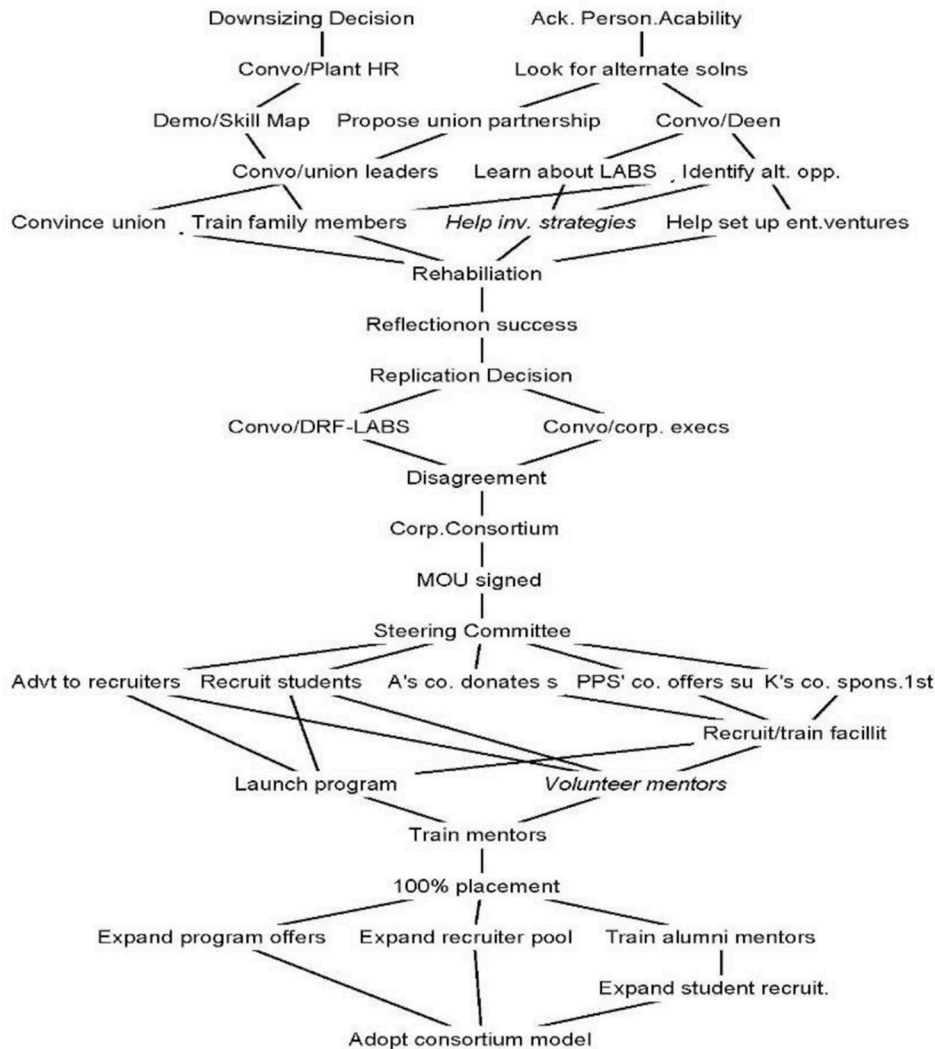 Downsizing Decision
Ack. Person.Acability
Convo/Plant HR
Look for alternate solns
Demo/Skill Map
Propose union partnership
Convo/Deen
Convo/union leaders
Learn about LABS
Identify alt. opp.
Convince union
Train family members
Help inv. strategies
Help set up ent.ventures
Rehabiliation
Reflectionon success
Replication Decision
Convo/DRF-LABS
Convo/corp. execs
Disagreement
Corp.Consortium
MOU signed
Steering Committee
Advt to recruiters
Recruit students
A's co. donates s
PPS' co. offers su
K's co. spons.1st
Recruit/train facillit
Launch program
Volunteer mentors
Train mentors
100% placement
Expand program offers
Expand recruiter pool
Train alumni mentors
Expand student recruit.
Adopt consortium model